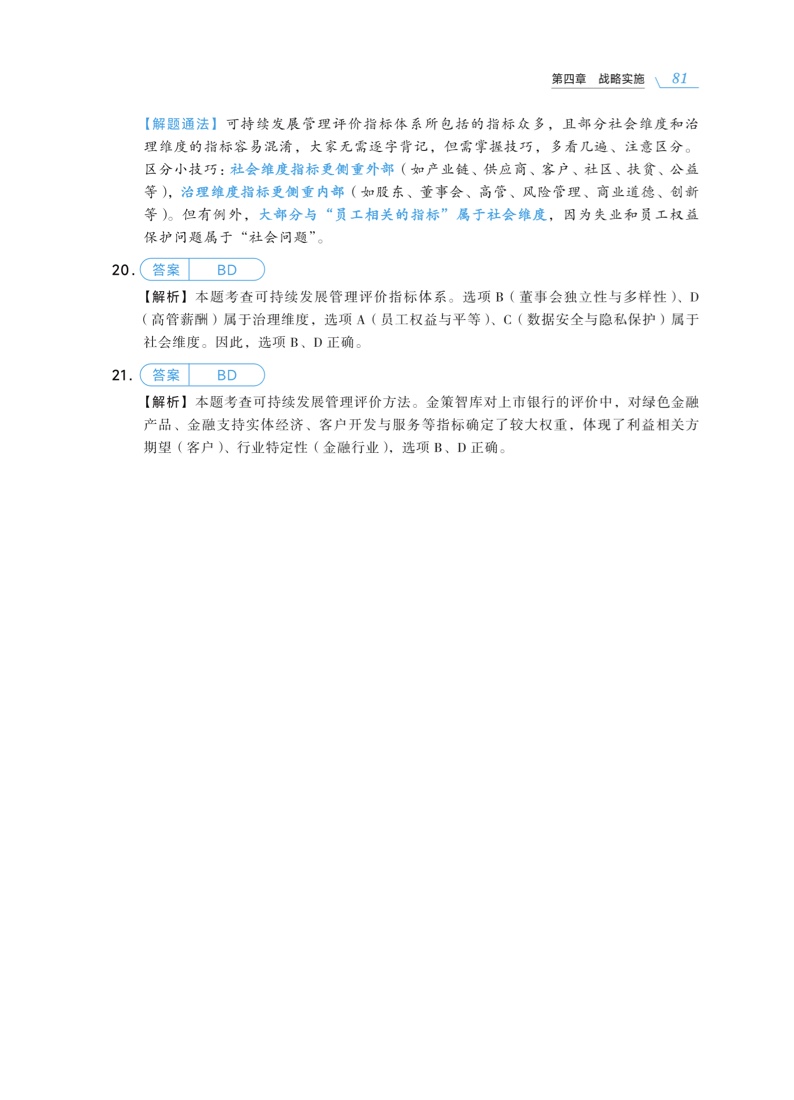 第四章　战略实施　81
【解题通法】可持续发展管理评价指标体系所包括的指标众多，且部分社会维度和治
理维度的指标容易混淆，大家无需逐字背记，但需掌握技巧，多看几遍、注意区分。
区分小技巧：社会维度指标更侧重外部（如产业链、供应商、客户、社区、扶贫、公益
等），治理维度指标更侧重内部（如股东、董事会、高管、风险管理、商业道德、创新
等）。但有例外，大部分与“员工相关的指标”属于社会维度，因为失业和员工权益
保护问题属于“社会问题”。
20. 答案 BD
【解析】本题考查可持续发展管理评价指标体系。选项 B（董事会独立性与多样性）、D
（高管薪酬）属于治理维度，选项 A（员工权益与平等）、C（数据安全与隐私保护）属于
社会维度。因此，选项 B、D 正确。
21. 答案 BD
【解析】本题考查可持续发展管理评价方法。金策智库对上市银行的评价中，对绿色金融
产品、金融支持实体经济、客户开发与服务等指标确定了较大权重，体现了利益相关方
期望（客户）、行业特定性（金融行业），选项 B、D 正确。